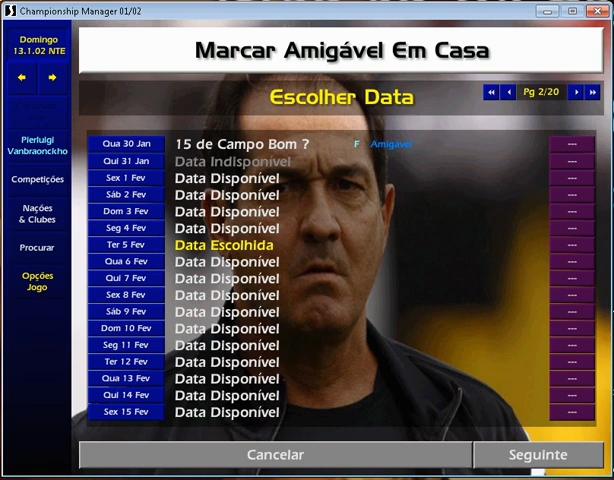 Championship Manager 01/02
Domingo
13.1.02 NTE
Pierluigi
Vanbraonckho
Competições
Nações
& Clubes
Procurar
Opções
Jogo
Marcar Amigável Em Casa
Escolher Data
Pg 2/20
Qua 30 Jan 15 de Campo Bom ? F Amigável ---
Qui 31 Jan Data Indisponível ---
Sex 1 Fev Data Disponível ---
Sáb 2 Fev Data Disponível ---
Dom 3 Fev Data Disponível ---
Seg 4 Fev Data Disponível ---
Ter 5 Fev Data Escolhida ---
Qua 6 Fev Data Disponível ---
Qui 7 Fev Data Disponível ---
Sex 8 Fev Data Disponível ---
Sáb 9 Fev Data Disponível ---
Dom 10 Fev Data Disponível ---
Seg 11 Fev Data Disponível ---
Ter 12 Fev Data Disponível ---
Qua 13 Fev Data Disponível ---
Qui 14 Fev Data Disponível ---
Sex 15 Fev Data Disponível ---
Cancelar
Seguinte